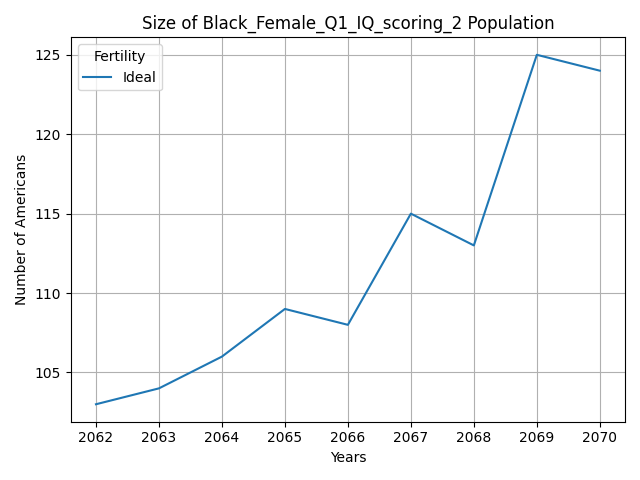 Size of Black_Female_Q1_IQ_scoring_2 Population
Fertility
Ideal
Number of Americans
125
120
115
110
105
2062 2063 2064 2065 2066 2067 2068 2069 2070
Years